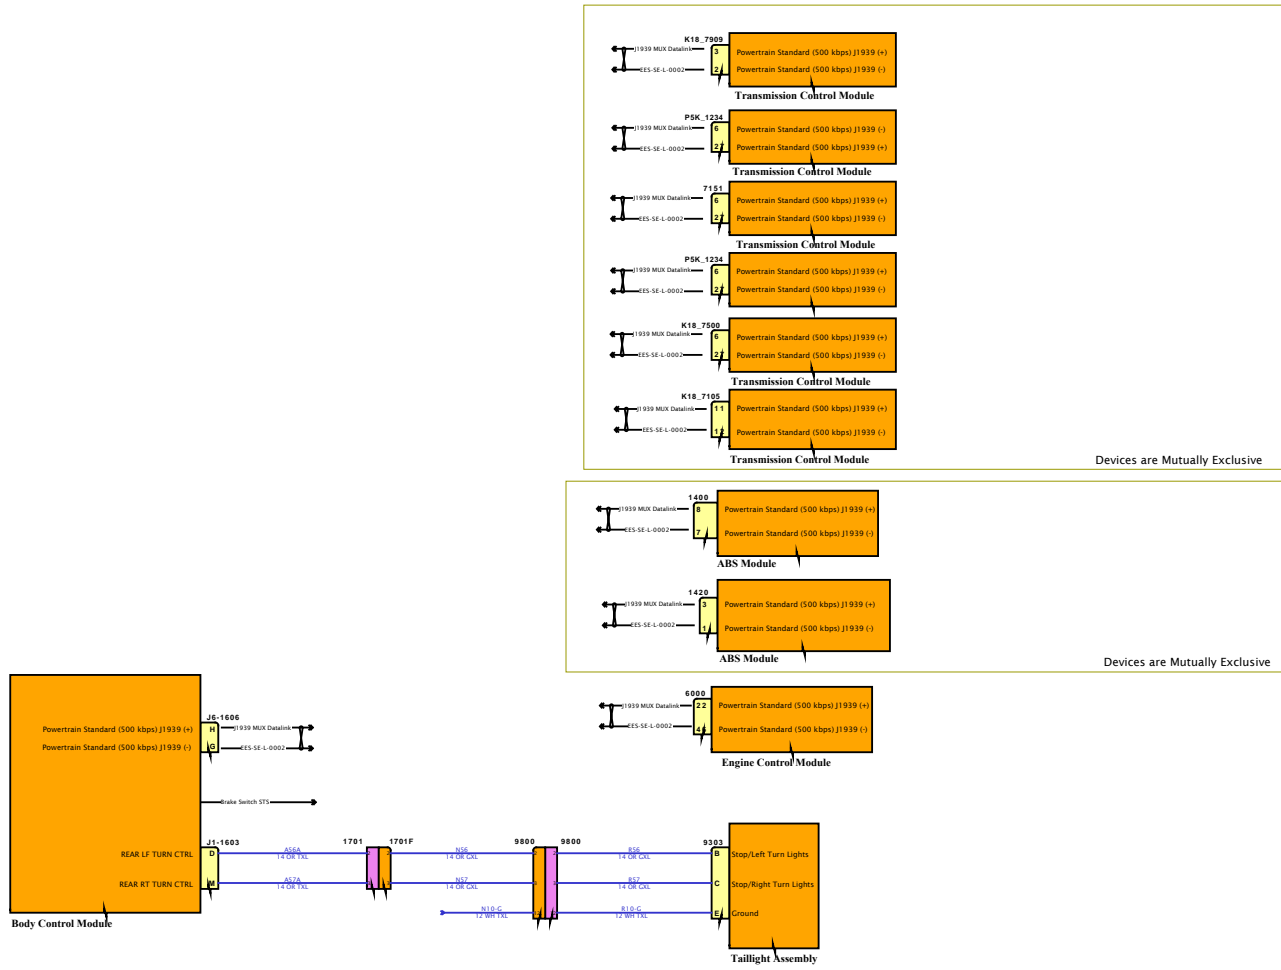 K18_7909
J1939 MUX Datalink
3
Powertrain Standard (500 kbps) J1939 (+)
EES-SE-L-0002
2
Powertrain Standard (500 kbps) J1939 (-)
Transmission Control Module
P5K_1234
J1939 MUX Datalink
6
Powertrain Standard (500 kbps) J1939 (-)
EES-SE-L-0002
27
Powertrain Standard (500 kbps) J1939 (+)
Transmission Control Module
7151
J1939 MUX Datalink
6
Powertrain Standard (500 kbps) J1939 (+)
EES-SE-L-0002
27
Powertrain Standard (500 kbps) J1939 (-)
Transmission Control Module
P5K_1234
J1939 MUX Datalink
6
Powertrain Standard (500 kbps) J1939 (+)
EES-SE-L-0002
27
Powertrain Standard (500 kbps) J1939 (-)
K18_7500
J1939 MUX Datalink
6
Powertrain Standard (500 kbps) J1939 (+)
EES-SE-L-0002
27
Powertrain Standard (500 kbps) J1939 (-)
Transmission Control Module
K18_7105
J1939 MUX Datalink
11
Powertrain Standard (500 kbps) J1939 (+)
EES-SE-L-0002
12
Powertrain Standard (500 kbps) J1939 (-)
Transmission Control Module
Devices are Mutually Exclusive
1400
J1939 MUX Datalink
8
Powertrain Standard (500 kbps) J1939 (+)
EES-SE-L-0002
7
Powertrain Standard (500 kbps) J1939 (-)
ABS Module
1420
J1939 MUX Datalink
3
Powertrain Standard (500 kbps) J1939 (+)
EES-SE-L-0002
1
Powertrain Standard (500 kbps) J1939 (-)
ABS Module
Devices are Mutually Exclusive
6000
J1939 MUX Datalink
22
Powertrain Standard (500 kbps) J1939 (+)
EES-SE-L-0002
46
Powertrain Standard (500 kbps) J1939 (-)
Engine Control Module
J6-1606
Powertrain Standard (500 kbps) J1939 (+)
H
J1939 MUX Datalink
Powertrain Standard (500 kbps) J1939 (-)
G
EES-SE-L-0002
Brake Switch STS
J1-1603
1701
1701F
9800
9800
9303
REAR LF TURN CTRL
D
A56A
14 OR TXL
N56
14 OR GXL
R56
14 OR GXL
B
Stop/Left Turn Lights
REAR RT TURN CTRL
M
A57A
14 OR TXL
N57
14 OR GXL
R57
14 OR GXL
C
Stop/Right Turn Lights
N10-G
12 WH TXL
R10-G
12 WH TXL
E
Ground
Body Control Module
Taillight Assembly